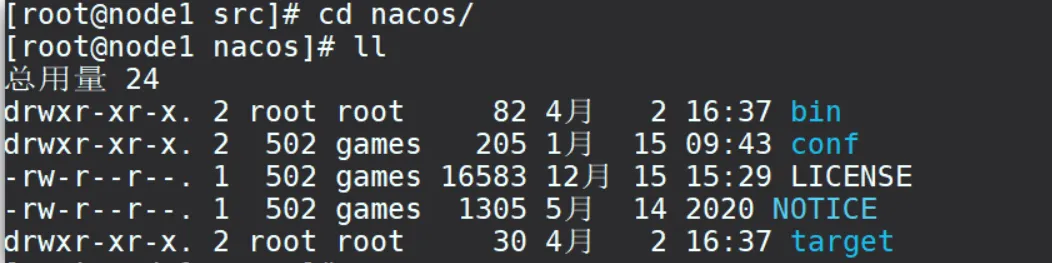 [root@node1 src]# cd nacos/
[root@node1 nacos]# ll
总用量 24
drwxr-xr-x. 2 root root     82 4月   2 16:37 bin
drwxr-xr-x. 2  502 games   205 1月  15 09:43 conf
-rw-r--r--. 1  502 games 16583 12月 15 15:29 LICENSE
-rw-r--r--. 1  502 games  1305 5月  14 2020 NOTICE
drwxr-xr-x. 2 root root     30 4月   2 16:37 target